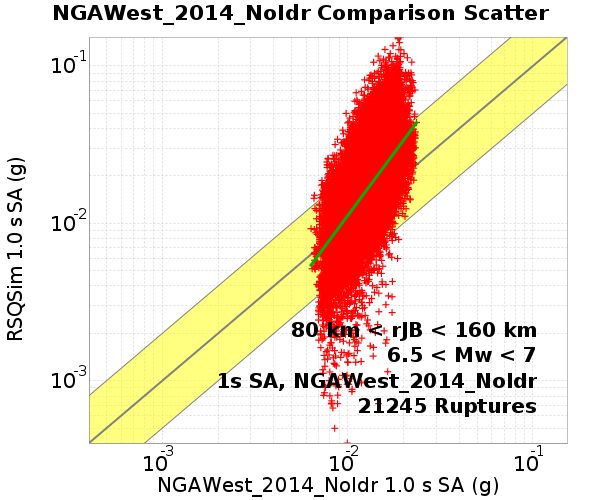 NGAWest_2014_NoIdr Comparison Scatter
RSQSim 1.0 s SA (g)
10-1
10-2
10-3
80 km < rJB < 160 km
6.5 < Mw < 7
1s SA, NGAWest_2014_NoIdr
21245 Ruptures
10-3 10-2 10-1
NGAWest_2014_NoIdr 1.0 s SA (g)